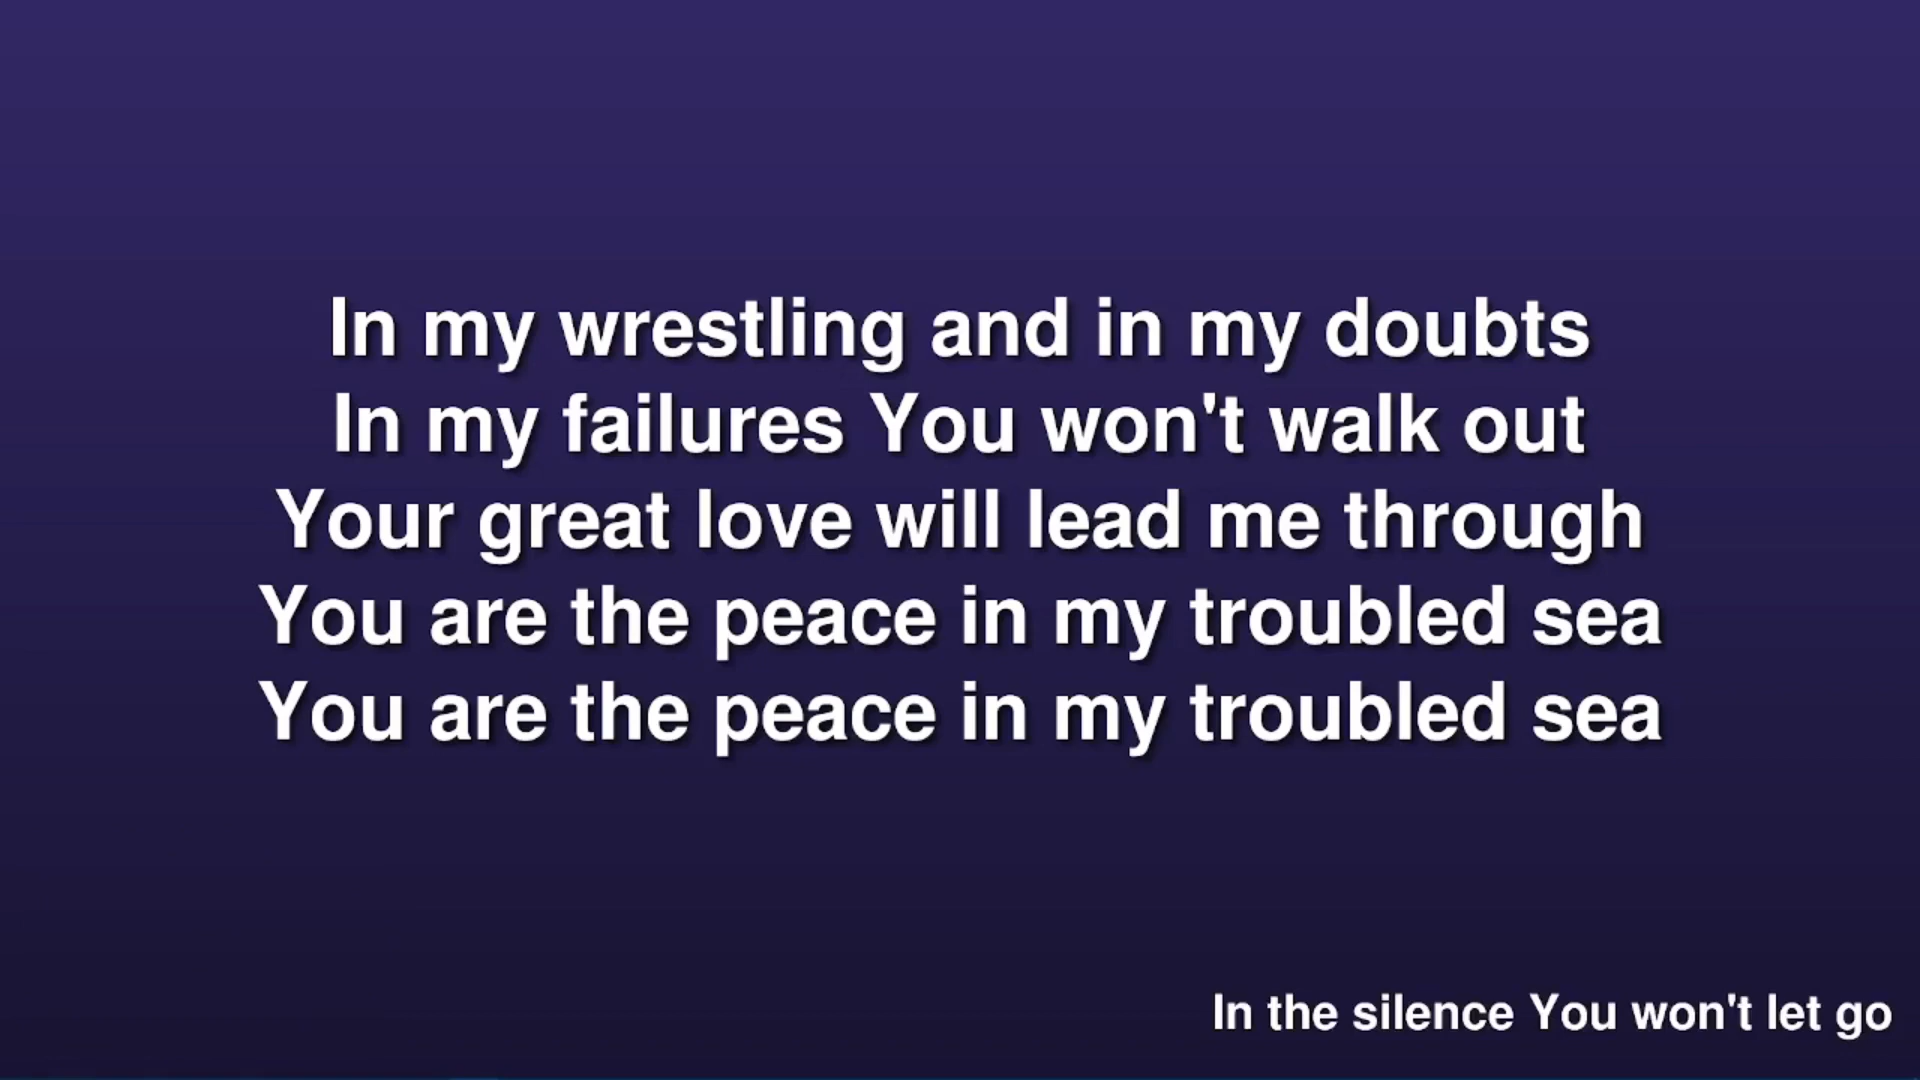 In my wrestling and in my doubts
In my failures You won't walk out
Your great love will lead me through
You are the peace in my troubled sea
You are the peace in my troubled sea
In the silence You won't let go